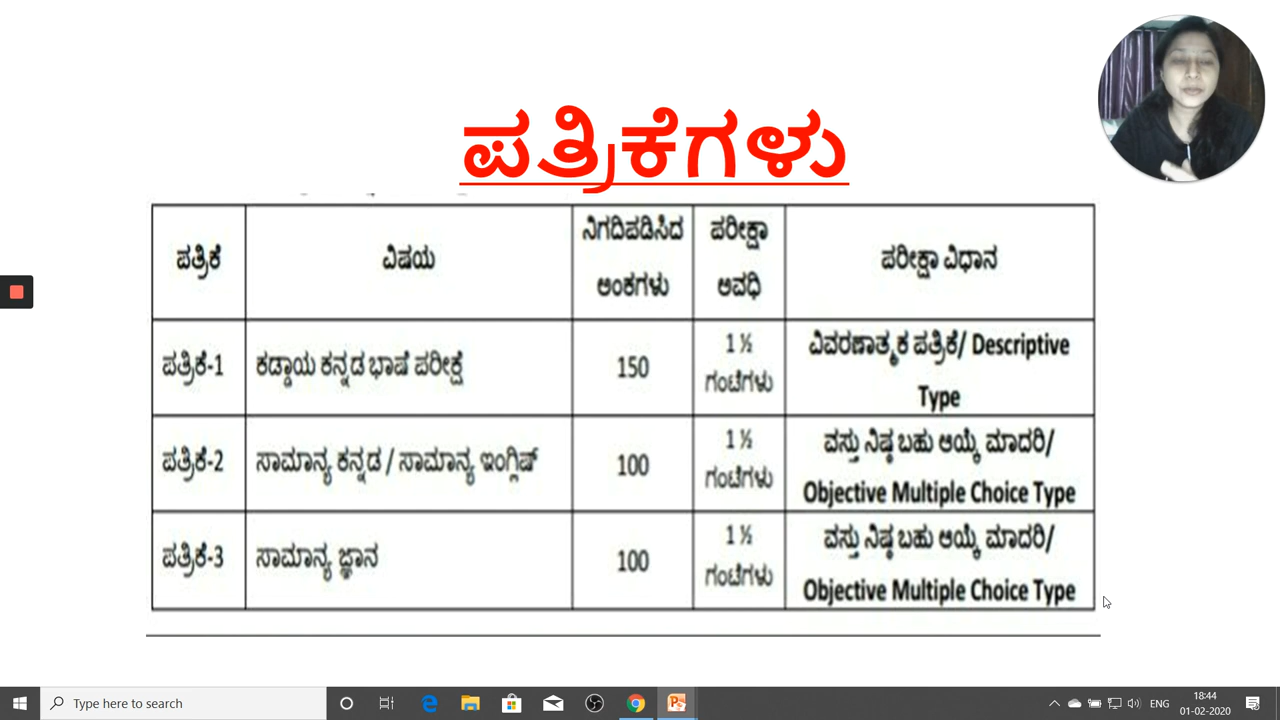 ಪತ್ರಿಕೆಗಳು
ಪತ್ರಿಕೆ
ವಿಷಯ
ನಿಗದಿಪಡಿಸಿದ
ಅಂಕಗಳು
ಪರೀಕ್ಷಾ
ಅವಧಿ
ಪರೀಕ್ಷಾ ವಿಧಾನ
ಪತ್ರಿಕೆ-1
ಕಡ್ಡಾಯ ಕನ್ನಡ ಭಾಷೆ ಪರೀಕ್ಷೆ
150
1 ½
ಗಂಟೆಗಳು
ವಿವರಣಾತ್ಮಕ ಪತ್ರಿಕೆ/ Descriptive
Type
ಪತ್ರಿಕೆ-2
ಸಾಮಾನ್ಯ ಕನ್ನಡ / ಸಾಮಾನ್ಯ ಇಂಗ್ಲಿಷ್
100
1 ½
ಗಂಟೆಗಳು
ವಸ್ತು ನಿಷ್ಠ ಬಹು ಆಯ್ಕೆ ಮಾದರಿ/
Objective Multiple Choice Type
ಪತ್ರಿಕೆ-3
ಸಾಮಾನ್ಯ ಜ್ಞಾನ
100
1 ½
ಗಂಟೆಗಳು
ವಸ್ತು ನಿಷ್ಠ ಬಹು ಆಯ್ಕೆ ಮಾದರಿ/
Objective Multiple Choice Type
Type here to search
ENG
18:44
01-02-2020